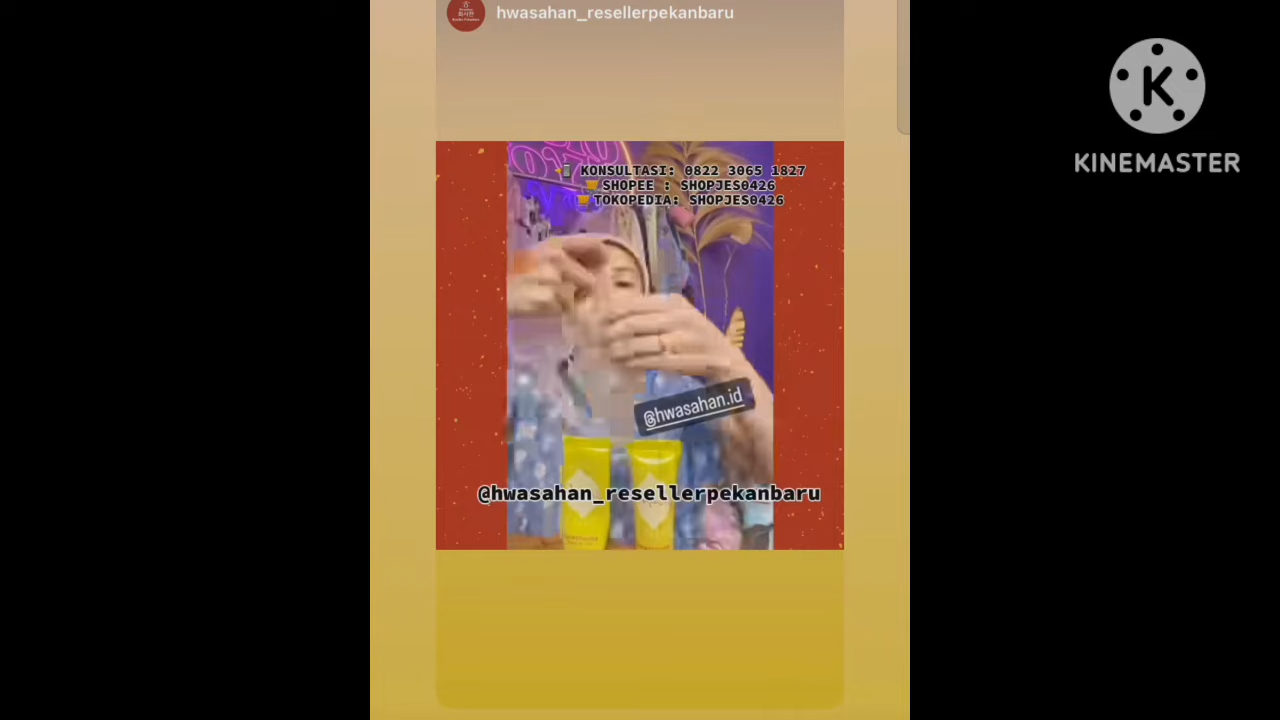 hwasahan_resellerpekanbaru
KONSULTASI: 0822 3065 1827
SHOPEE : SHOPJES0426
TOKOPEDIA: SHOPJES0426
@hwasahan.id
@hwasahan_resellerpekanbaru
K
KINEMASTER